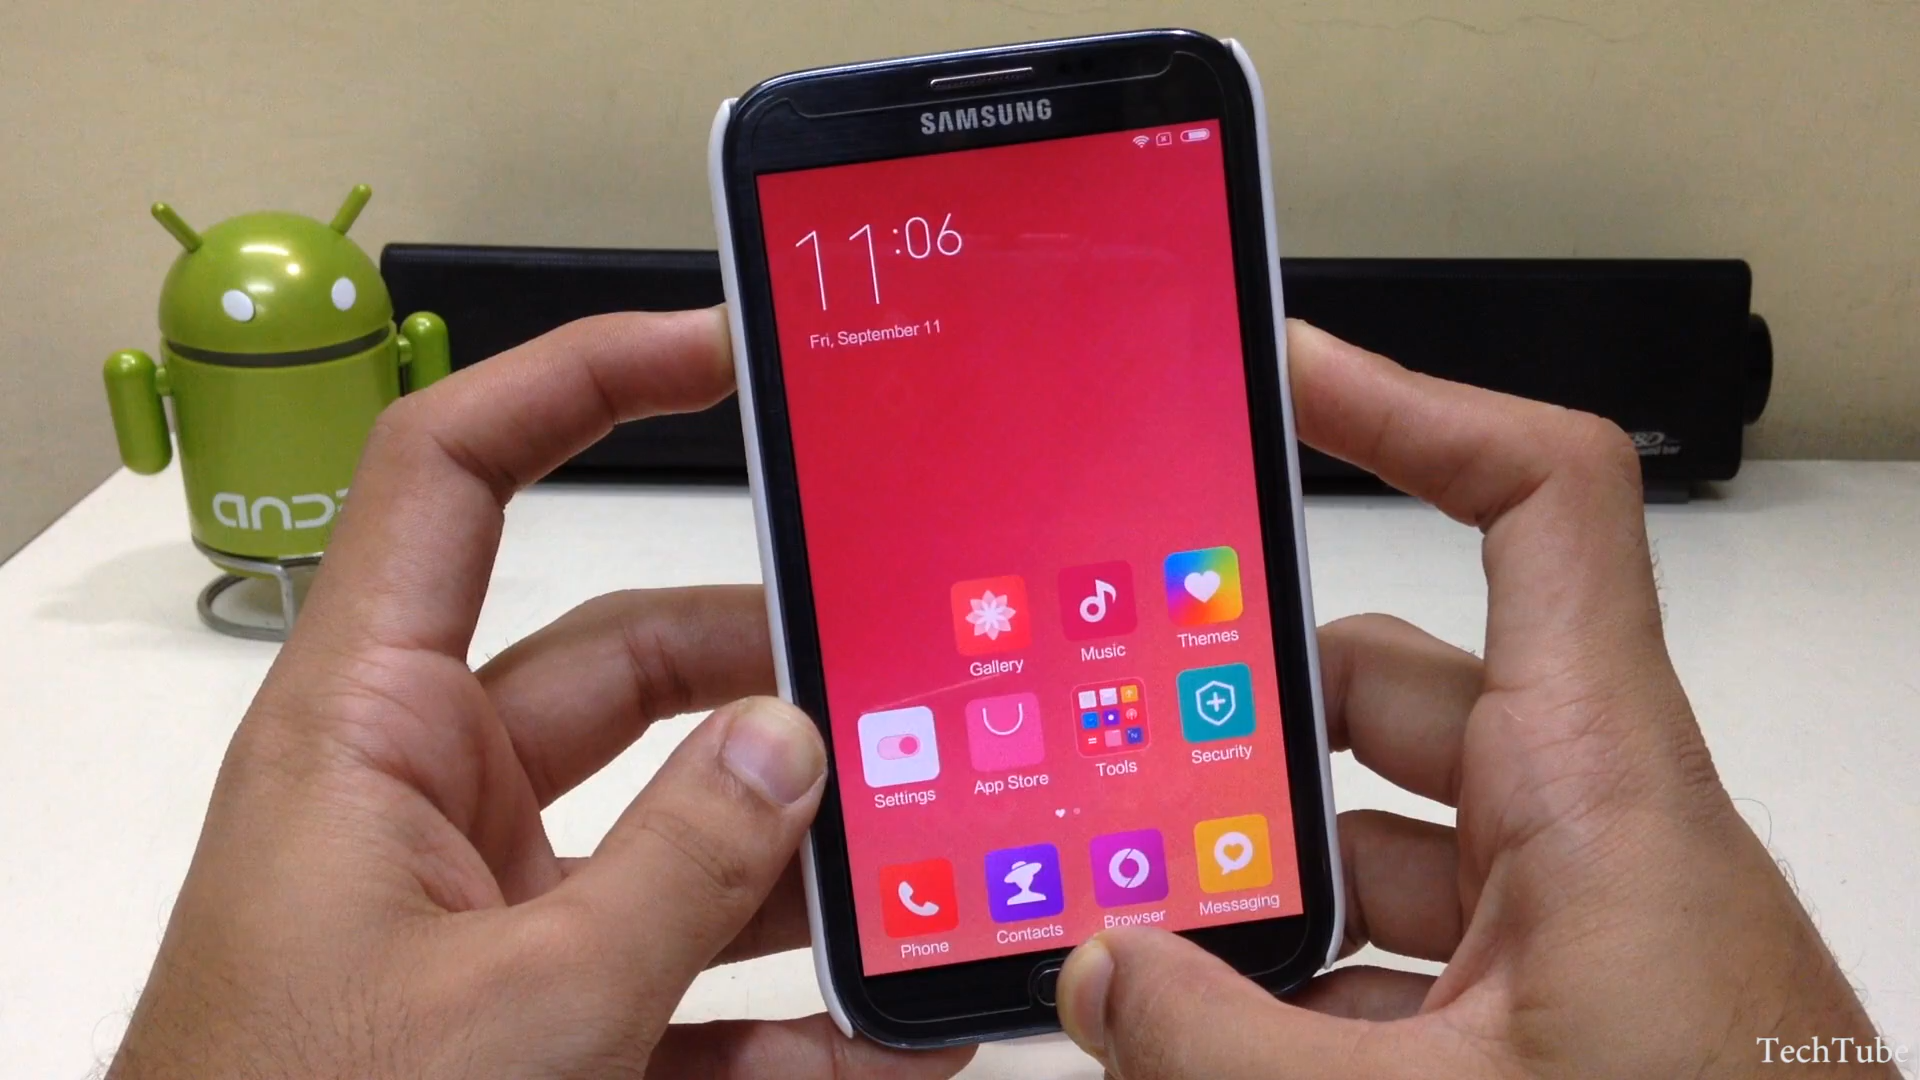 SAMSUNG
11:06
Fri, September 11
Gallery
Music
Themes
Settings
App Store
Tools
Security
Phone
Contacts
Browser
Messaging
TechTube